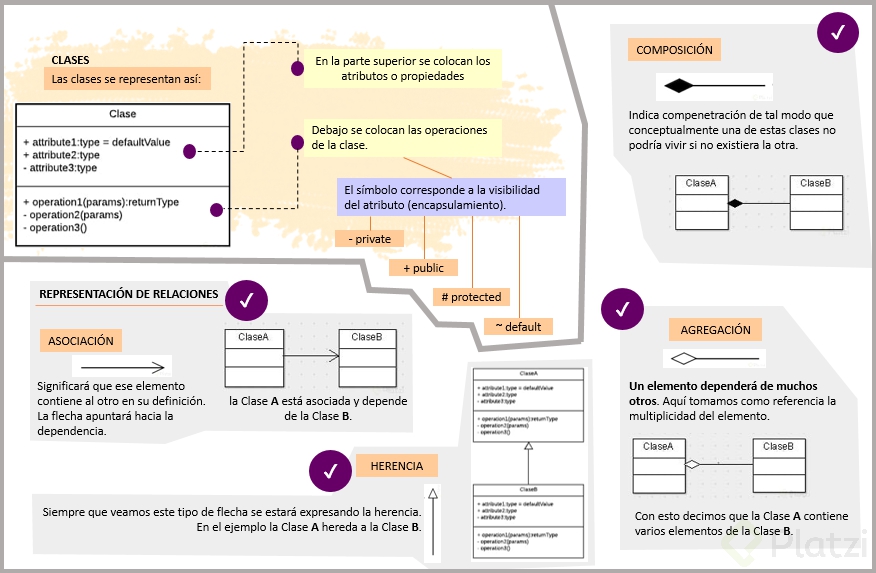 CLASES
Las clases se representan así:
Clase
+ attribute1:type = defaultValue
+ attribute2:type
- attribute3:type
+ operation1(params):returnType
- operation2(params)
- operation3()
En la parte superior se colocan los
atributos o propiedades
Debajo se colocan las operaciones
de la clase.
El símbolo corresponde a la visibilidad
del atributo (encapsulamiento).
- private
+ public
# protected
~ default
COMPOSICIÓN
Indica compenetración de tal modo que
conceptualmente una de estas clases no
podría vivir si no existiera la otra.
ClaseA
ClaseB
REPRESENTACIÓN DE RELACIONES
ASOCIACIÓN
Significará que ese elemento
contiene al otro en su definición.
La flecha apuntará hacia la
dependencia.
ClaseA
ClaseB
la Clase A está asociada y depende
de la Clase B.
HERENCIA
Siempre que veamos este tipo de flecha se estará expresando la herencia.
En el ejemplo la Clase A hereda a la Clase B.
ClaseA
+ attribute1:type = defaultValue
+ attribute2:type
- attribute3:type
+ operation1(params):returnType
- operation2(params)
- operation3()
ClaseB
+ attribute1:type = defaultValue
+ attribute2:type
- attribute3:type
+ operation1(params):returnType
- operation2(params)
- operation3()
AGREGACIÓN
Un elemento dependerá de muchos
otros. Aquí tomamos como referencia la
multiplicidad del elemento.
ClaseA
ClaseB
Con esto decimos que la Clase A contiene
varios elementos de la Clase B.
Platzi